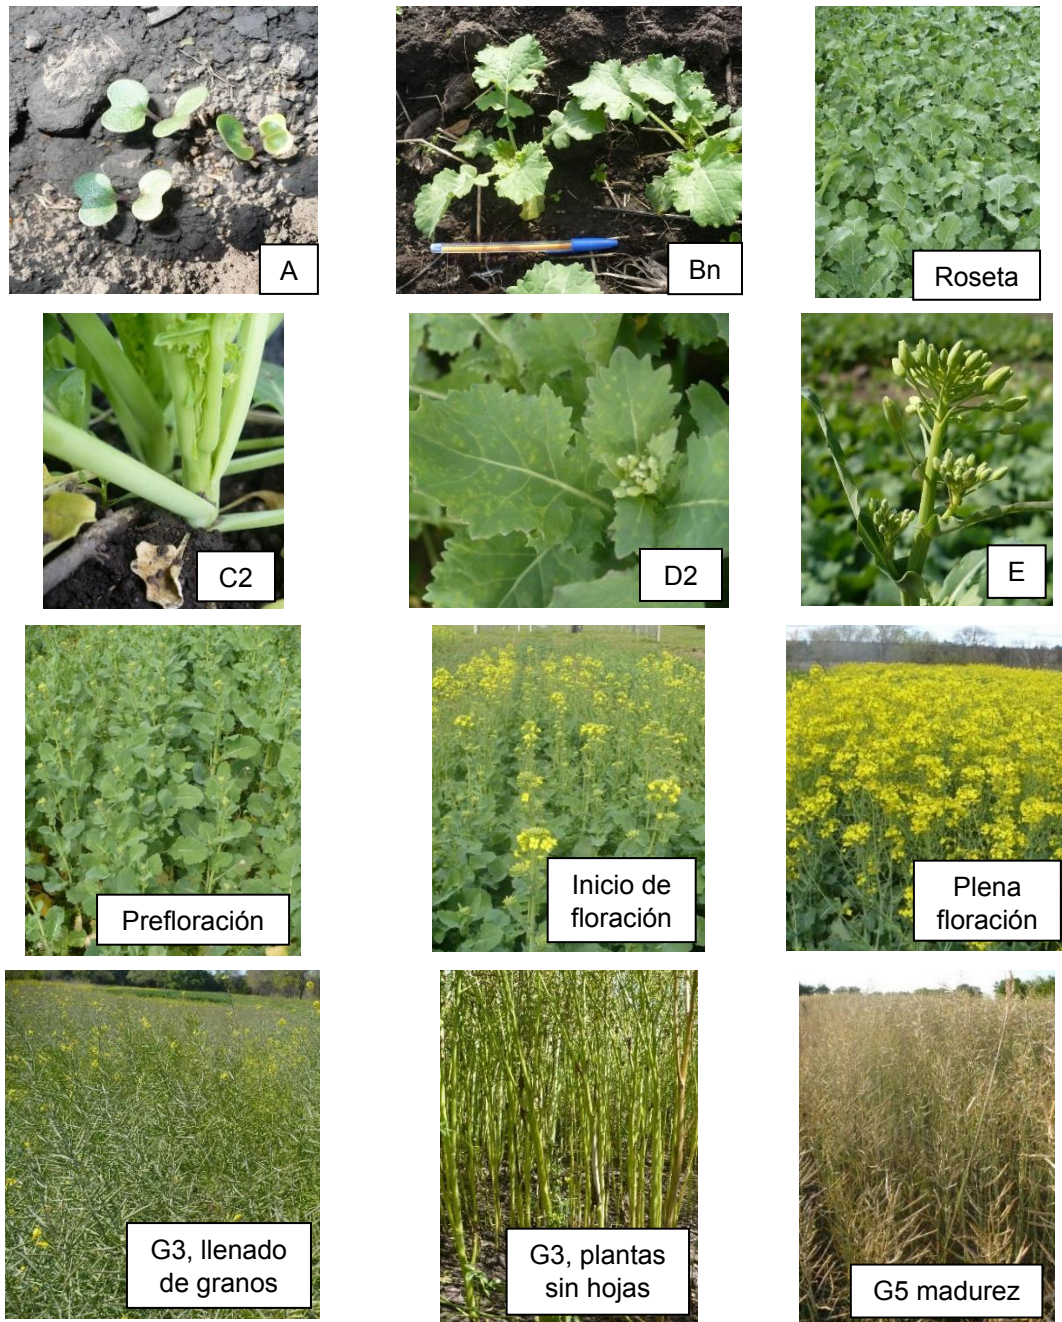 A
Bn
Roseta
C2
D2
E
Prefloración
Inicio de
floración
Plena
floración
G3, llenado
de granos
G3, plantas
sin hojas
G5 madurez